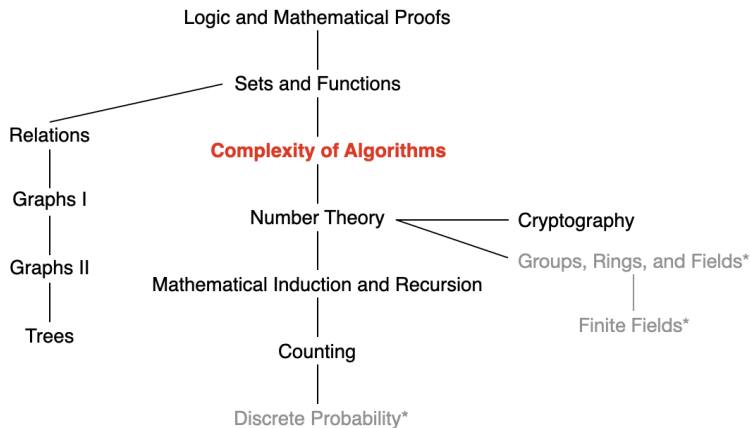 Logic and Mathematical Proofs
Sets and Functions
Relations
Complexity of Algorithms
Graphs I
Number Theory
Cryptography
Groups, Rings, and Fields*
Graphs II
Mathematical Induction and Recursion
Finite Fields*
Trees
Counting
Discrete Probability*